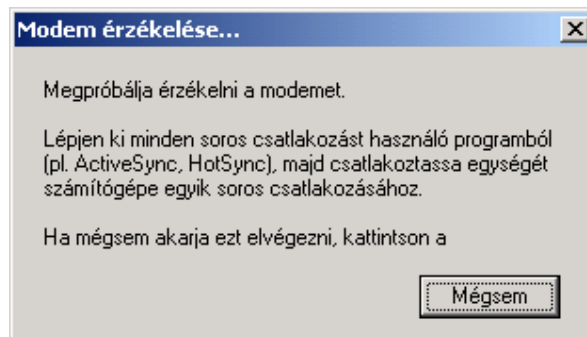 Modem érzékelése...
Megpróbálja érzékelni a modemet.
Lépjen ki minden soros csatlakozást használó programból
(pl. ActiveSync, HotSync), majd csatlakoztassa egységét
számítógépe egyik soros csatlakozásához.
Ha mégsem akarja ezt elvégezni, kattintson a
Mégsem